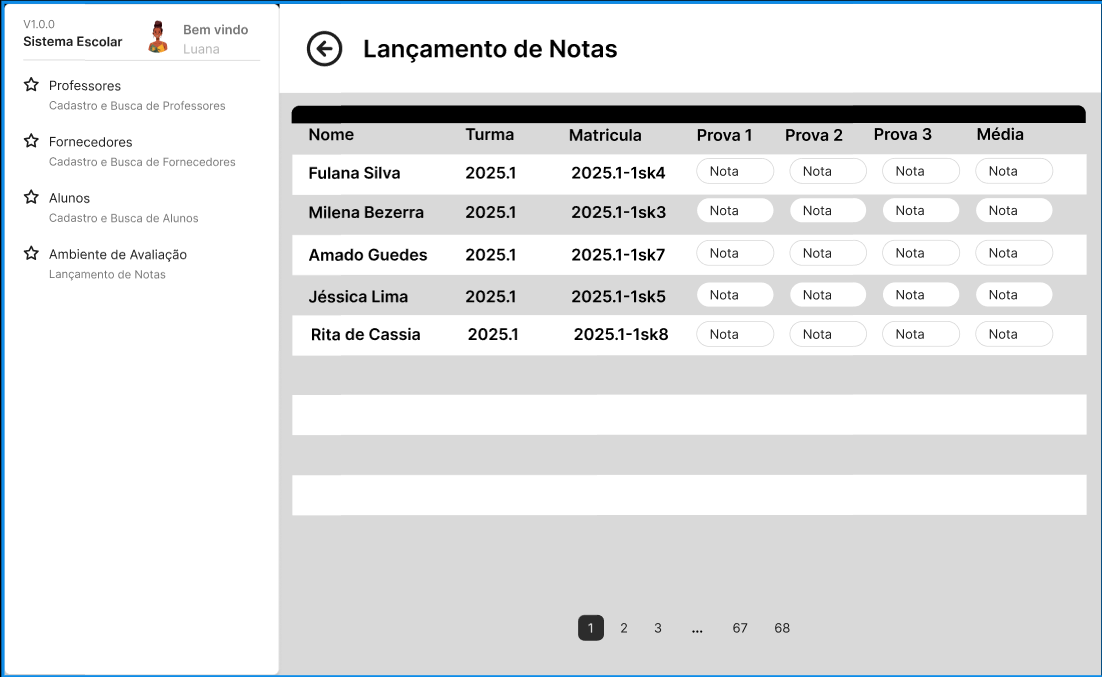 V1.0.0
Sistema Escolar
Bem vindo
Luana
Professores
Cadastro e Busca de Professores
Fornecedores
Cadastro e Busca de Fornecedores
Alunos
Cadastro e Busca de Alunos
Ambiente de Avaliação
Lançamento de Notas
Lançamento de Notas
Nome Turma Matricula Prova 1 Prova 2 Prova 3 Média
Fulana Silva 2025.1 2025.1-1sk4 Nota Nota Nota Nota
Milena Bezerra 2025.1 2025.1-1sk3 Nota Nota Nota Nota
Amado Guedes 2025.1 2025.1-1sk7 Nota Nota Nota Nota
Jéssica Lima 2025.1 2025.1-1sk5 Nota Nota Nota Nota
Rita de Cassia 2025.1 2025.1-1sk8 Nota Nota Nota Nota
1 2 3 ... 67 68